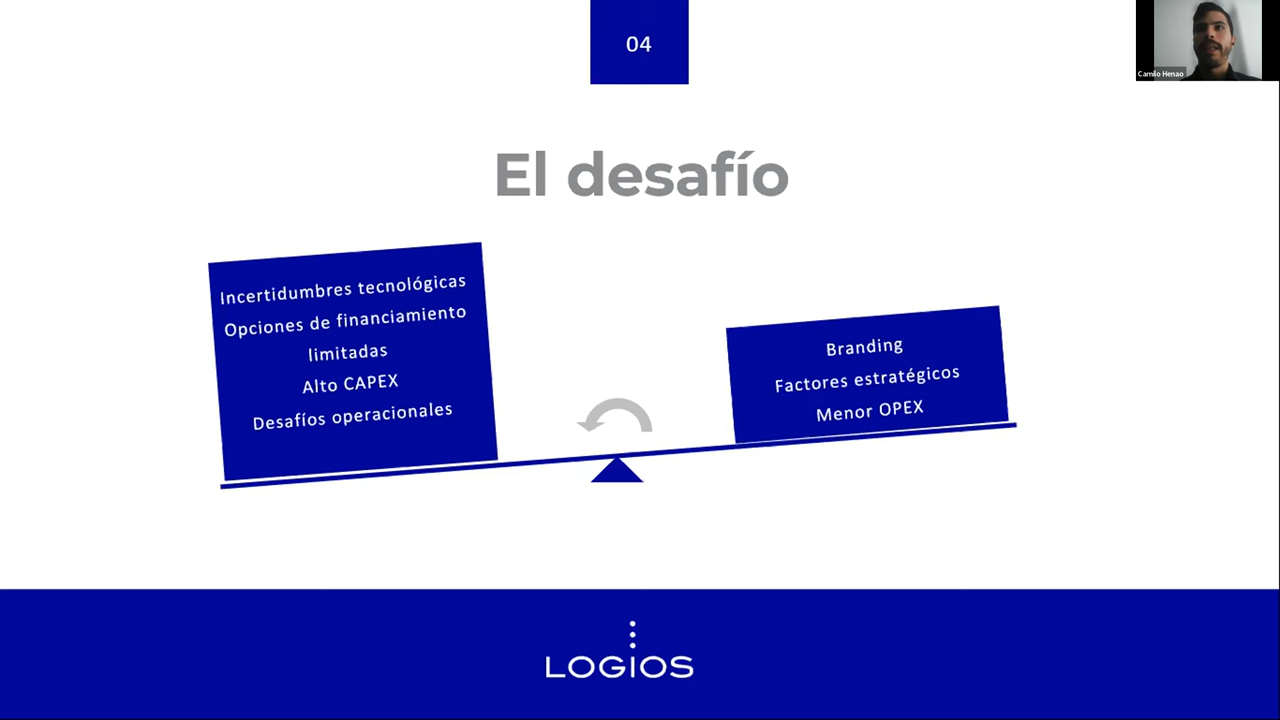 04
Camilo Henao
El desafío
Incertidumbres tecnológicas
Opciones de financiamiento
limitadas
Alto CAPEX
Desafíos operacionales
Branding
Factores estratégicos
Menor OPEX
LOGIOS